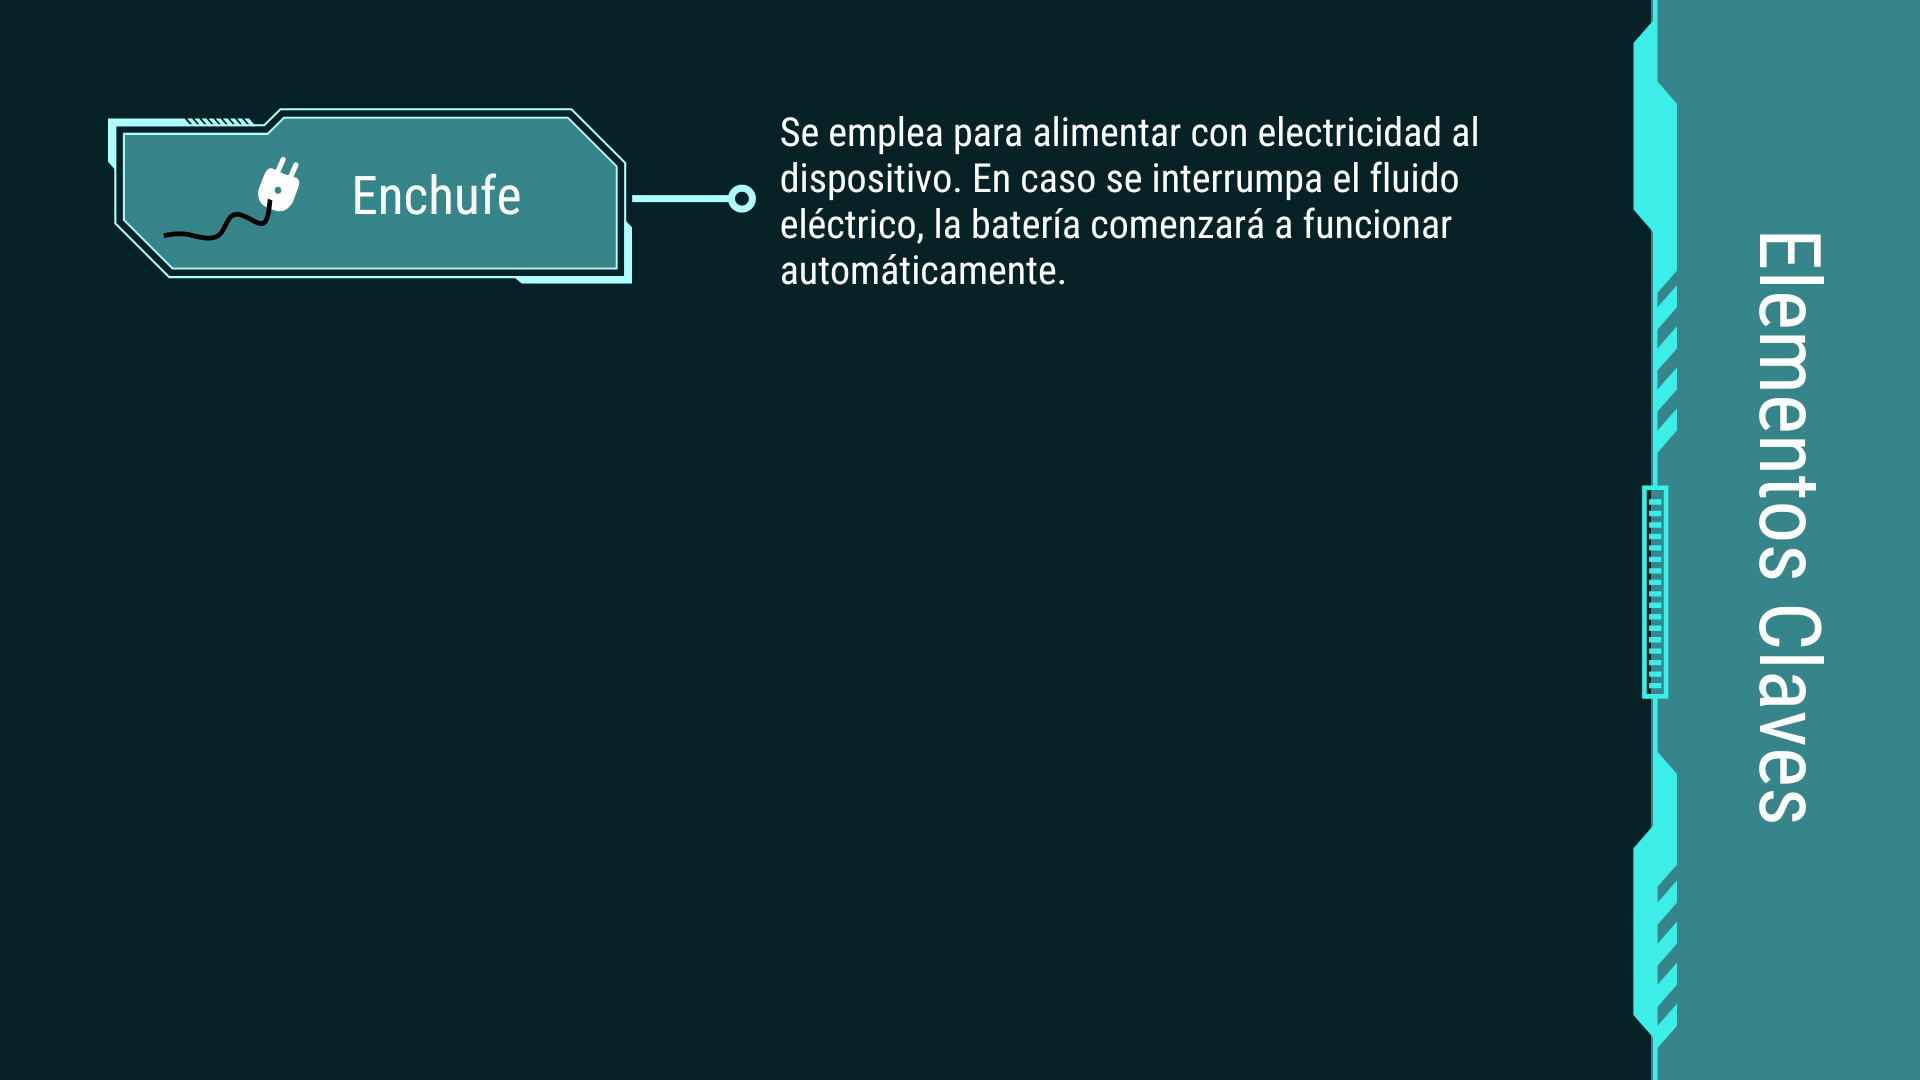 Enchufe
Se emplea para alimentar con electricidad al
dispositivo. En caso se interrumpa el fluido
eléctrico, la batería comenzará a funcionar
automáticamente.
Elementos Claves